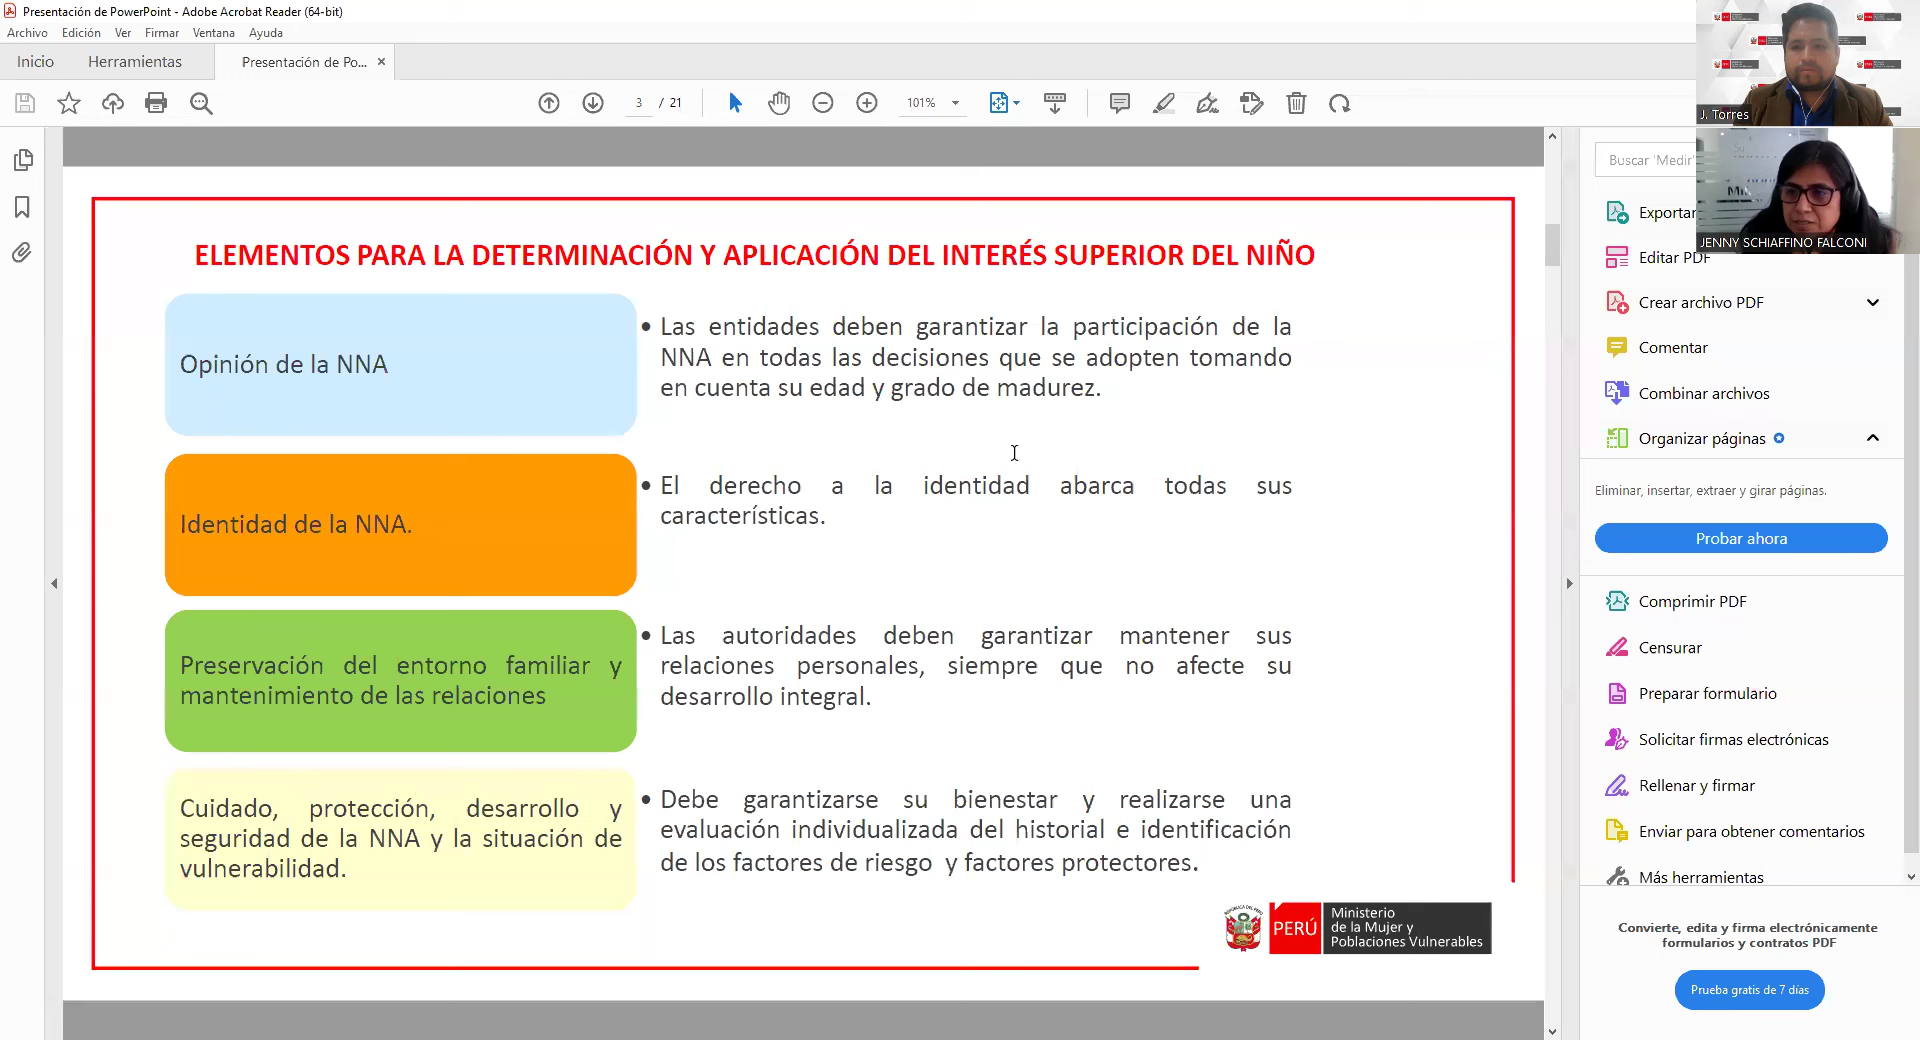 Presentación de PowerPoint - Adobe Acrobat Reader (64-bit)
Archivo Edición Ver Firmar Ventana Ayuda
Inicio Herramientas Presentación de Po... ×
3 / 21 101%
J. Torres
JENNY SCHIAFFINO FALCONI
ELEMENTOS PARA LA DETERMINACIÓN Y APLICACIÓN DEL INTERÉS SUPERIOR DEL NIÑO
Opinión de la NNA
• Las entidades deben garantizar la participación de la
NNA en todas las decisiones que se adopten tomando
en cuenta su edad y grado de madurez.
Identidad de la NNA.
• El derecho a la identidad abarca todas sus
características.
Preservación del entorno familiar y
mantenimiento de las relaciones
• Las autoridades deben garantizar mantener sus
relaciones personales, siempre que no afecte su
desarrollo integral.
Cuidado, protección, desarrollo y
seguridad de la NNA y la situación de
vulnerabilidad.
• Debe garantizarse su bienestar y realizarse una
evaluación individualizada del historial e identificación
de los factores de riesgo y factores protectores.
PERÚ
Ministerio
de la Mujer y
Poblaciones Vulnerables
Buscar 'Medir'
Exportar
Editar PDF
Crear archivo PDF
Comentar
Combinar archivos
Organizar páginas
Eliminar, insertar, extraer y girar páginas.
Probar ahora
Comprimir PDF
Censurar
Preparar formulario
Solicitar firmas electrónicas
Rellenar y firmar
Enviar para obtener comentarios
Más herramientas
Convierte, edita y firma electrónicamente
formularios y contratos PDF
Prueba gratis de 7 días